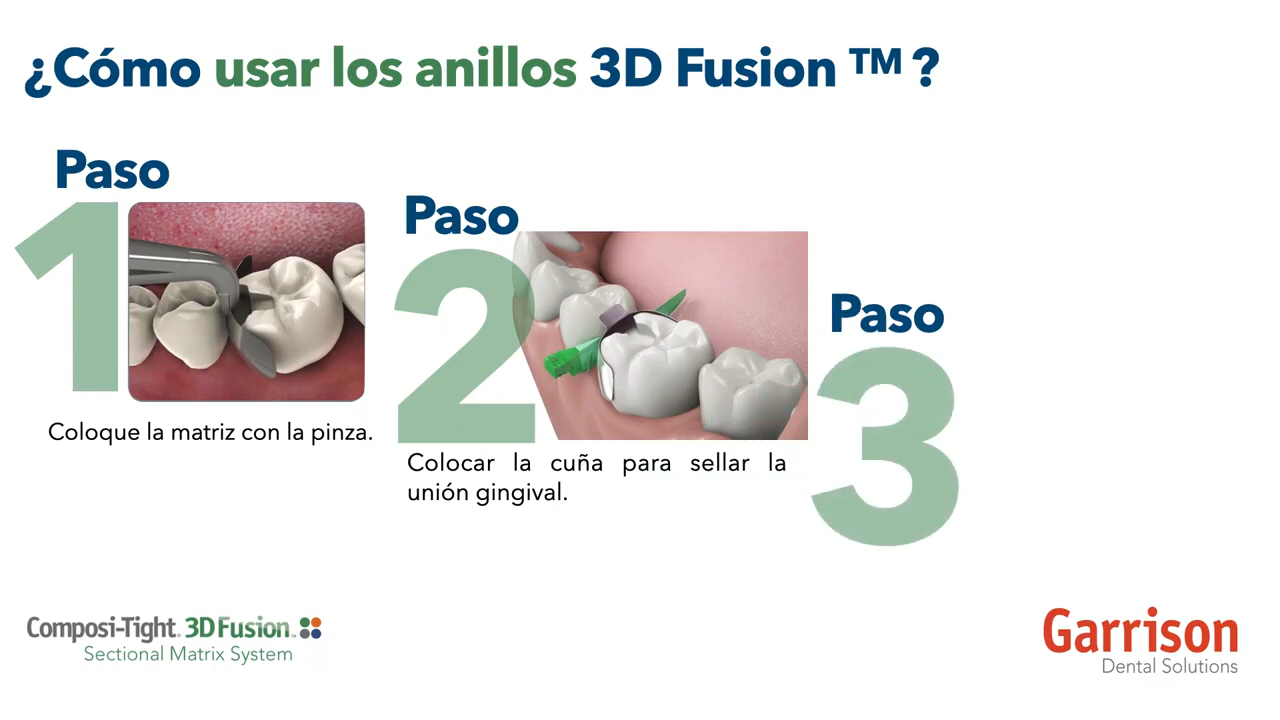 ¿Cómo usar los anillos 3D Fusion ™ ?
Paso
1
Coloque la matriz con la pinza.
Paso
2
Colocar la cuña para sellar la
unión gingival.
Paso
3
Composi-Tight® 3D Fusion™
Sectional Matrix System
Garrison
Dental Solutions